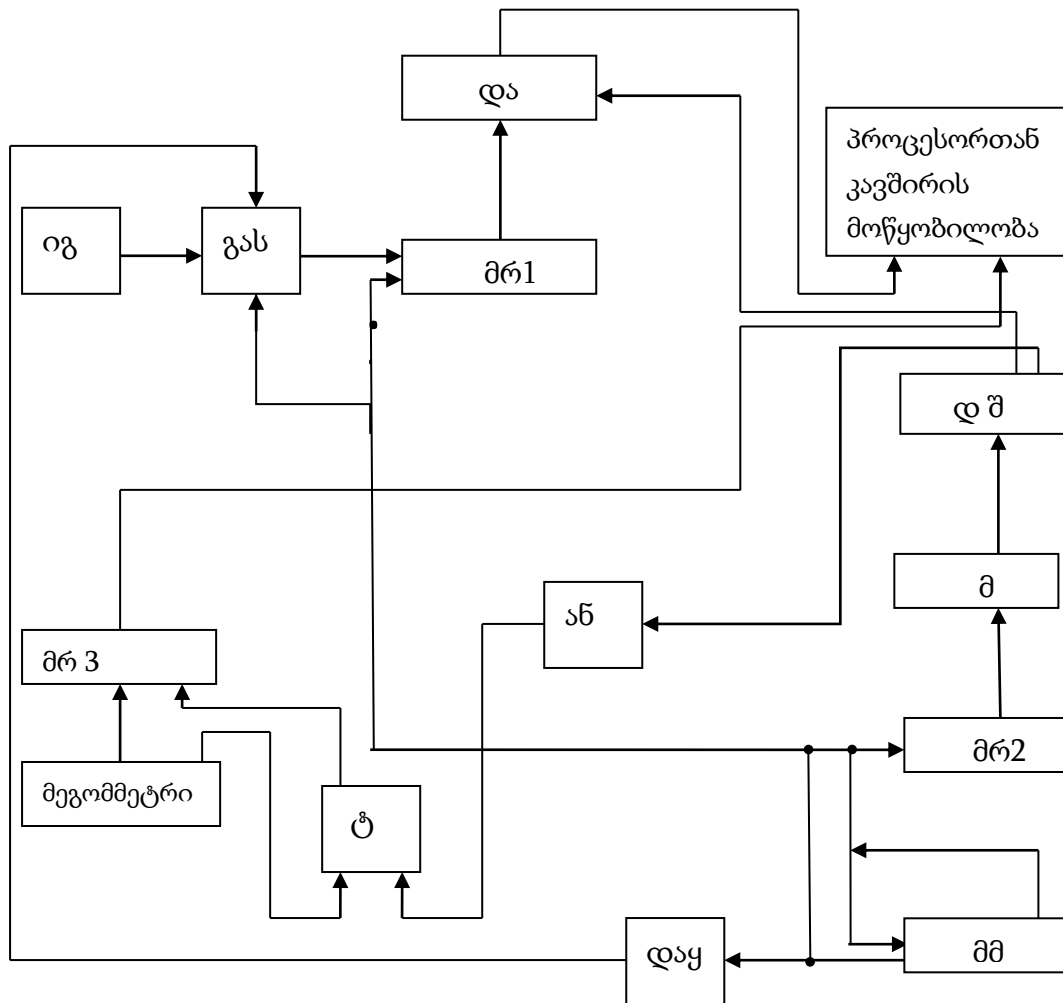 და
პროცესორთან
კავშირის
მოწყობილობა
იგ
გას
მრ1
დ შ
მ
ან
მრ 3
მრ2
მეგომმეტრი
ტ
დაყ
მმ